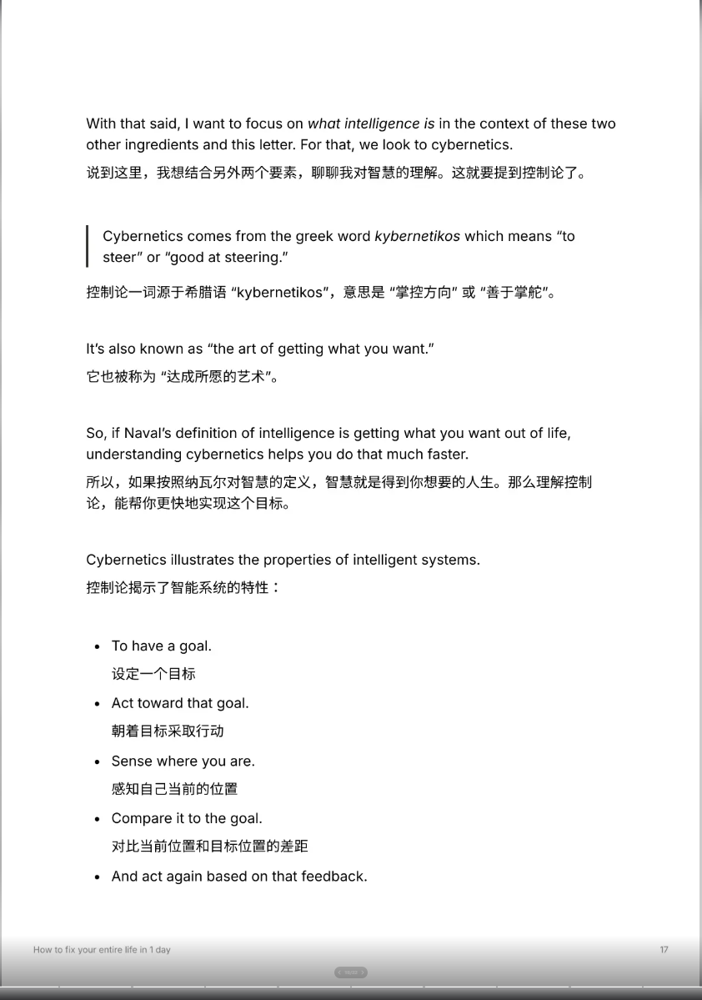 With that said, I want to focus on what intelligence is in the context of these two
other ingredients and this letter. For that, we look to cybernetics.
说到这里，我想结合另外两个要素，聊聊我对智慧的理解。这就要提到控制论了。
Cybernetics comes from the greek word kybernetikos which means “to
steer” or “good at steering.”
控制论一词源于希腊语 “kybernetikos”，意思是 “掌控方向” 或 “善于掌舵”。
It’s also known as “the art of getting what you want.”
它也被称为 “达成所愿的艺术”。
So, if Naval’s definition of intelligence is getting what you want out of life,
understanding cybernetics helps you do that much faster.
所以，如果按照纳瓦尔对智慧的定义，智慧就是得到你想要的人生。那么理解控制
论，能帮你更快地实现这个目标。
Cybernetics illustrates the properties of intelligent systems.
控制论揭示了智能系统的特性：
• To have a goal.
设定一个目标
• Act toward that goal.
朝着目标采取行动
• Sense where you are.
感知自己当前的位置
• Compare it to the goal.
对比当前位置和目标位置的差距
• And act again based on that feedback.
How to fix your entire life in 1 day
17